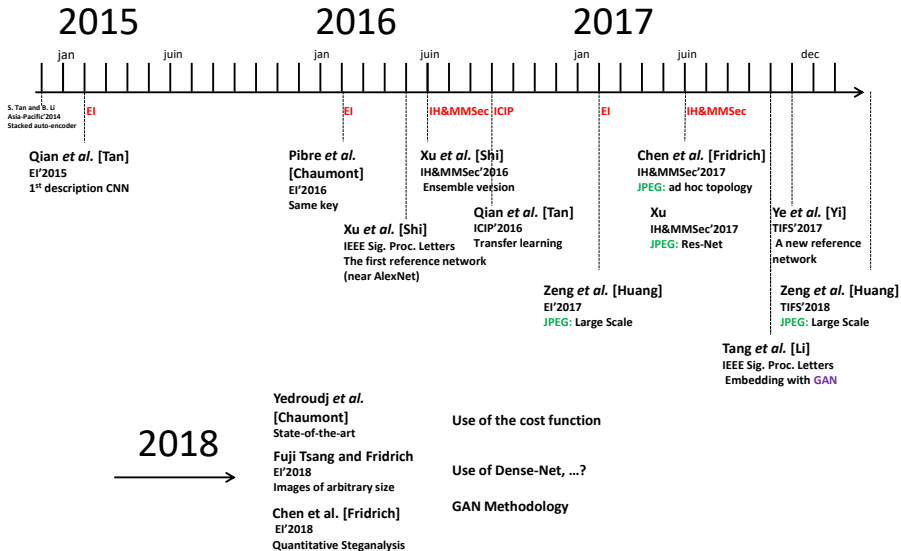 2015
2016
2017
jan
juin
jan
juin
jan
juin
dec
S. Tan and B. Li
Asia-Pacific'2014
Stacked auto-encoder
EI
EI
IH&MMSec
ICIP
EI
IH&MMSec
Qian et al. [Tan]
EI'2015
1st description CNN
Pibre et al.
[Chaumont]
EI'2016
Same key
Xu et al. [Shi]
IEEE Sig. Proc. Letters
The first reference network
(near AlexNet)
Xu et al. [Shi]
IH&MMSec'2016
Ensemble version
Qian et al. [Tan]
ICIP'2016
Transfer learning
Zeng et al. [Huang]
EI'2017
JPEG: Large Scale
Chen et al. [Fridrich]
IH&MMSec'2017
JPEG: ad hoc topology
Xu
IH&MMSec'2017
JPEG: Res-Net
Ye et al. [Yi]
TIFS'2017
A new reference
network
Zeng et al. [Huang]
TIFS'2018
JPEG: Large Scale
Tang et al. [Li]
IEEE Sig. Proc. Letters
Embedding with GAN
2018
Yedroudj et al.
[Chaumont]
State-of-the-art
Fuji Tsang and Fridrich
EI'2018
Images of arbitrary size
Chen et al. [Fridrich]
EI'2018
Quantitative Steganalysis
Use of the cost function
Use of Dense-Net, ...?
GAN Methodology